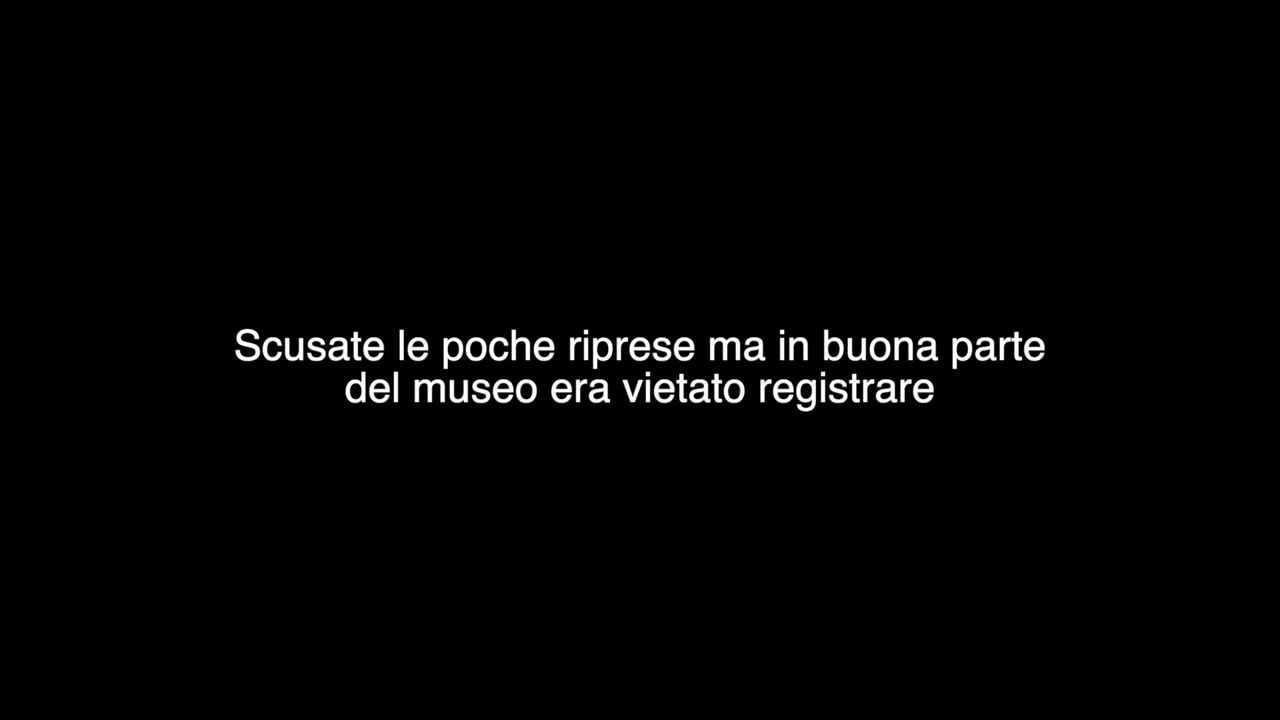 Scusate le poche riprese ma in buona parte
del museo era vietato registrare